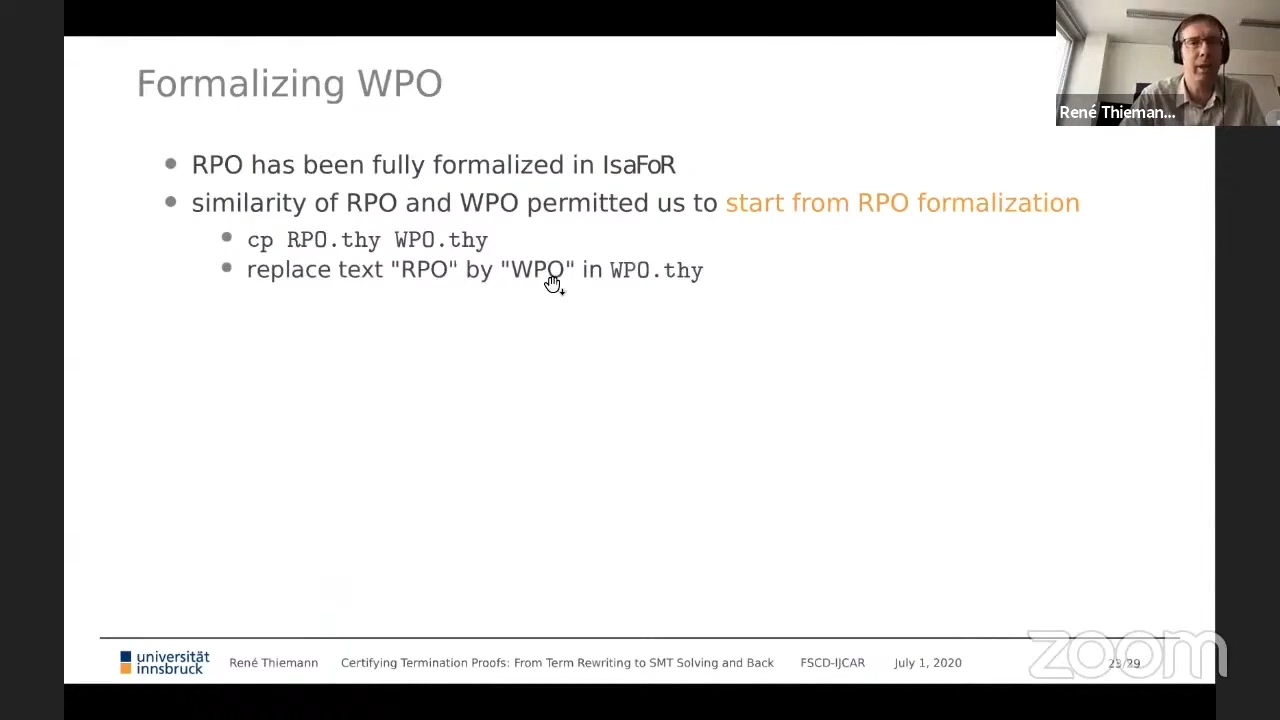 Formalizing WPO
René Thieman...
RPO has been fully formalized in IsaFoR
similarity of RPO and WPO permitted us to start from RPO formalization
cp RPO.thy WPO.thy
replace text "RPO" by "WPO" in WPO.thy
universität
innsbruck
René Thiemann
Certifying Termination Proofs: From Term Rewriting to SMT Solving and Back
FSCD-IJCAR
July 1, 2020
23/29
zoom